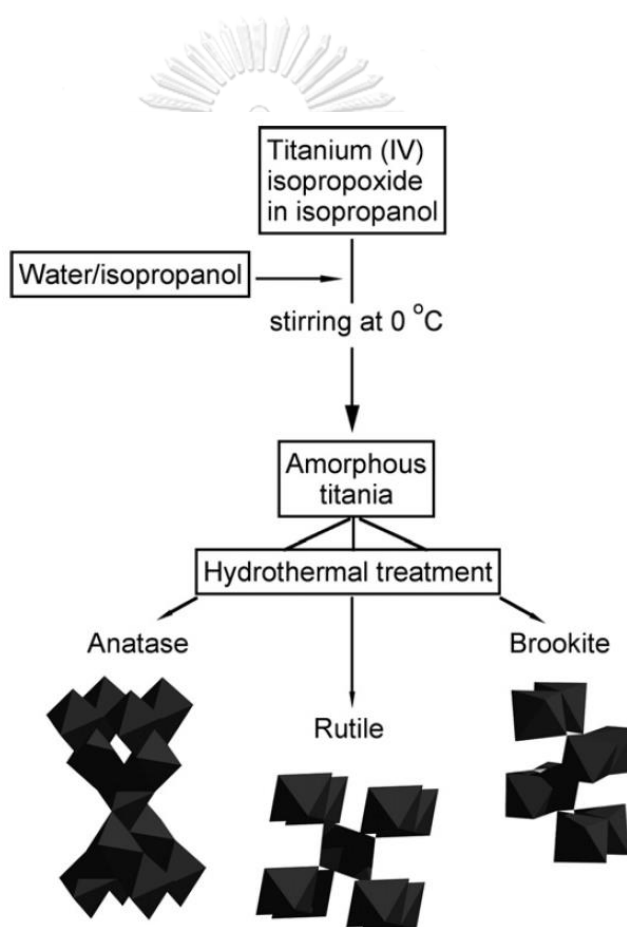 Titanium (IV)
isopropoxide
in isopropanol
Water/isopropanol
stirring at 0 °C
Amorphous
titania
Hydrothermal treatment
Anatase
Brookite
Rutile